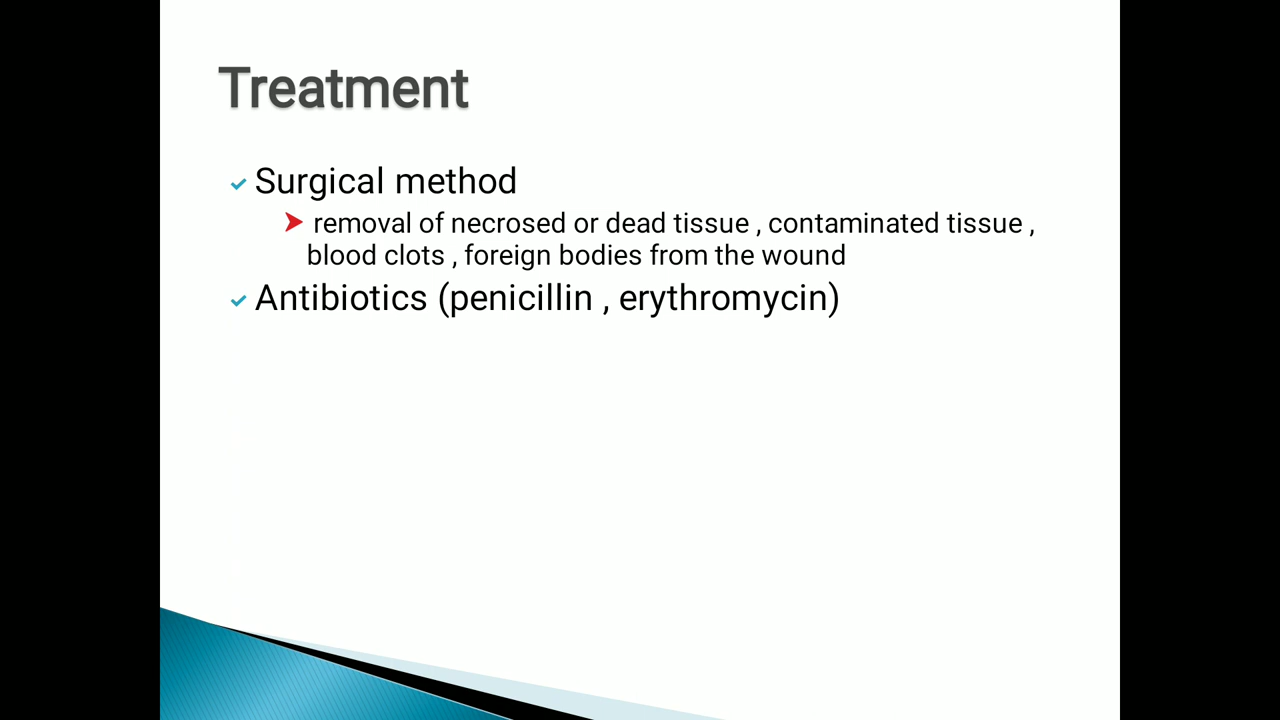 Treatment
Surgical method
removal of necrosed or dead tissue , contaminated tissue ,
blood clots , foreign bodies from the wound
Antibiotics (penicillin , erythromycin)